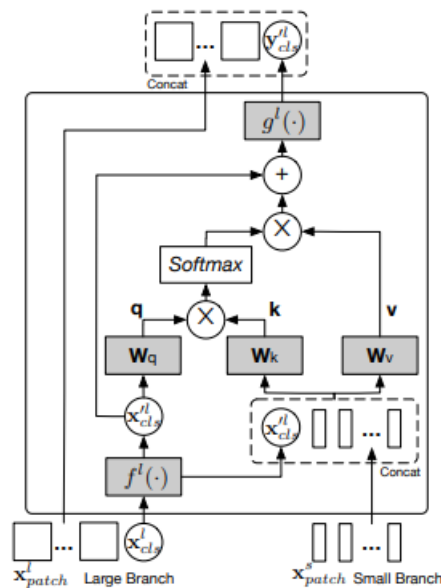 ... y'^l_cls
Concat
g^l(·)
+
×
Softmax
q × k v
W_q W_k W_v
x'^l_cls x'^l_cls ...
Concat
f^l(·)
... x^l_cls ...
x^l_patch Large Branch x^s_patch Small Branch